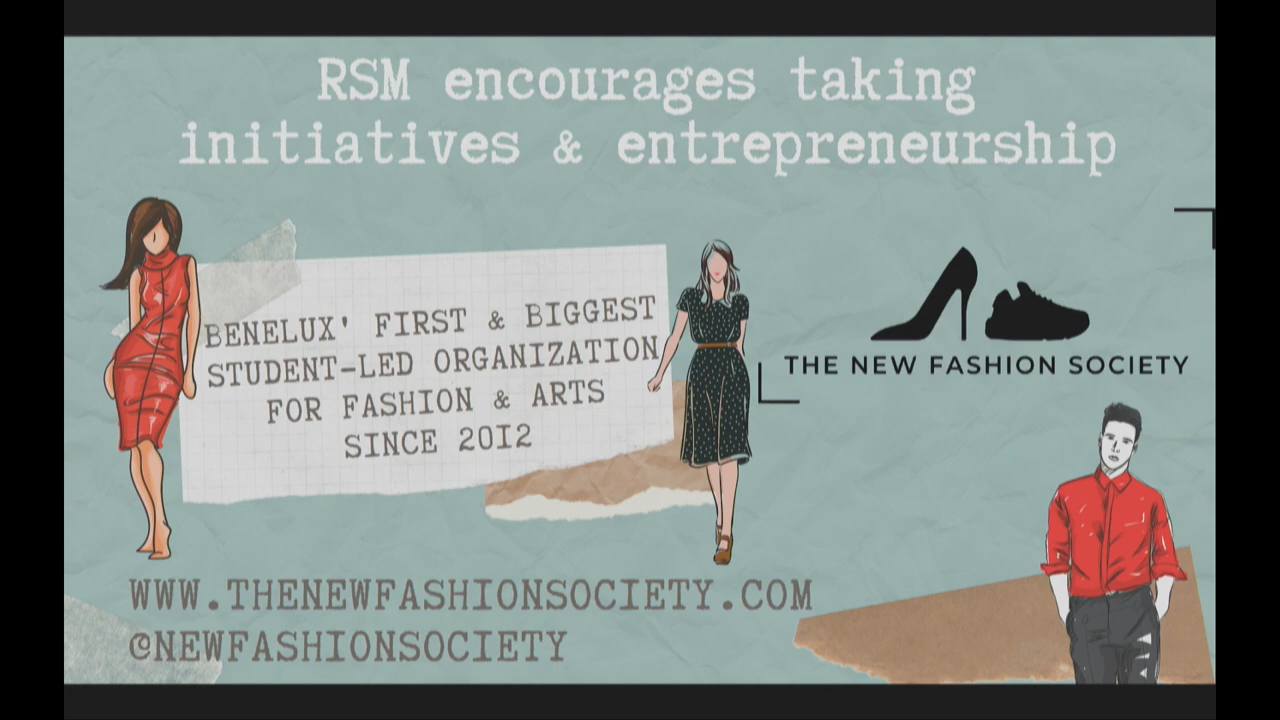 RSM encourages taking
initiatives & entrepreneurship
BENELUX' FIRST & BIGGEST
STUDENT-LED ORGANIZATION
FOR FASHION & ARTS
SINCE 2012
THE NEW FASHION SOCIETY
WWW.THENEWFASHIONSOCIETY.COM
@NEWFASHIONSOCIETY